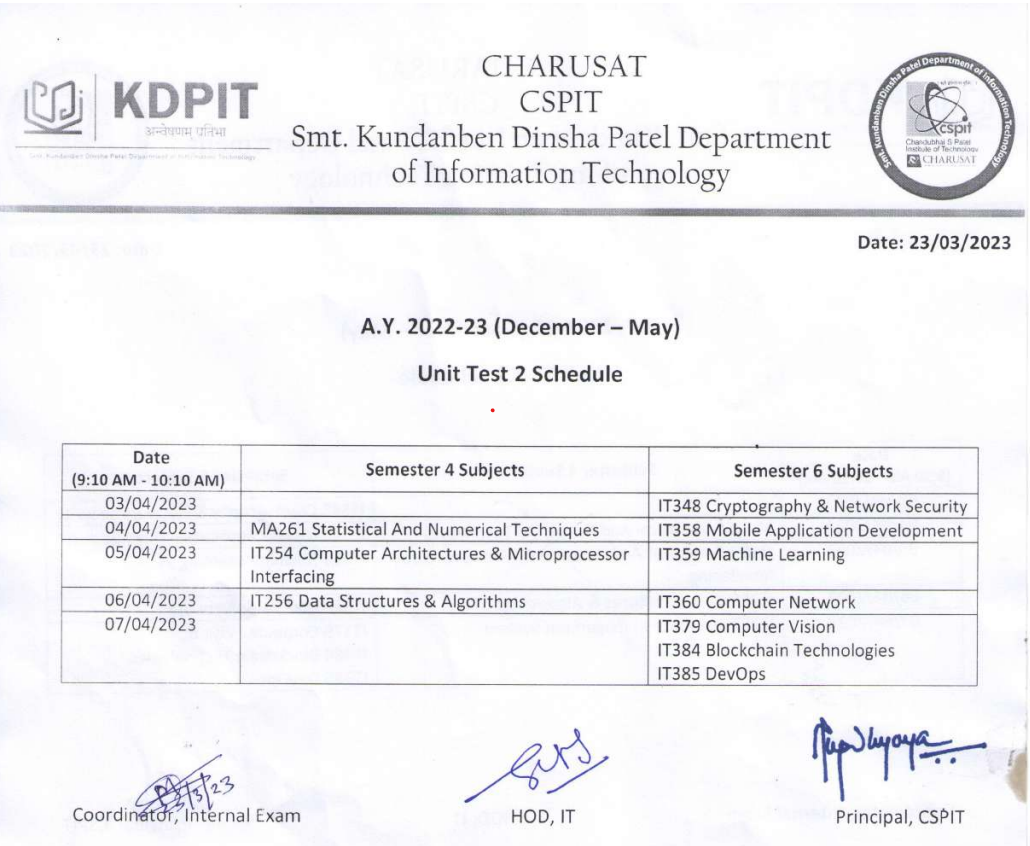 KDPIT
अन्वेषणम् प्रतिभा
Smt. Kundanben Dinsha Patel Department of Information Technology
CHARUSAT
CSPIT
Smt. Kundanben Dinsha Patel Department
of Information Technology
Smt. Kundanben Dinsha Patel Department of Information Technology
cspit
Chandubhai S Patel
Institute of Technology
CHARUSAT
Date: 23/03/2023
A.Y. 2022-23 (December – May)
Unit Test 2 Schedule
Date
(9:10 AM - 10:10 AM)
Semester 4 Subjects
Semester 6 Subjects
03/04/2023
IT348 Cryptography & Network Security
04/04/2023
MA261 Statistical And Numerical Techniques
IT358 Mobile Application Development
05/04/2023
IT254 Computer Architectures & Microprocessor
Interfacing
IT359 Machine Learning
06/04/2023
IT256 Data Structures & Algorithms
IT360 Computer Network
07/04/2023
IT379 Computer Vision
IT384 Blockchain Technologies
IT385 DevOps
23/3/23
Coordinator, Internal Exam
HOD, IT
Principal, CSPIT